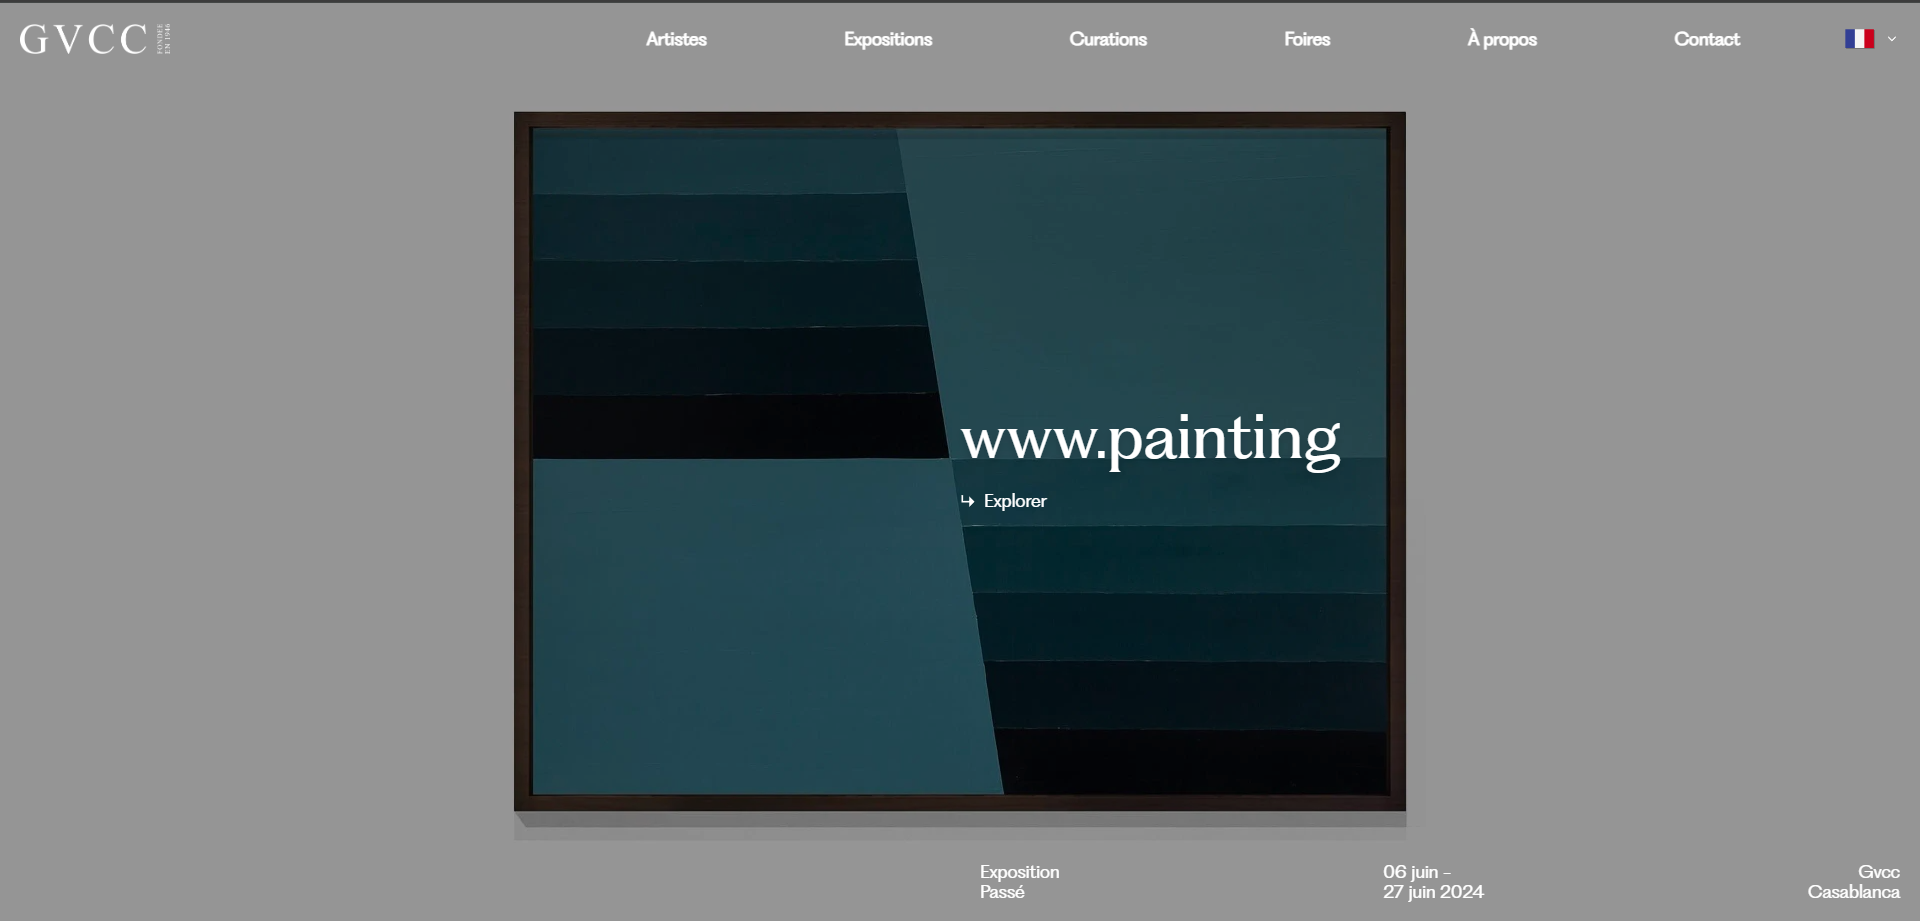 GVCC
FONDÉE
EN 1946
Artistes
Expositions
Curations
Foires
À propos
Contact
www.painting
Explorer
Exposition
Passé
06 juin –
27 juin 2024
Gvcc
Casablanca